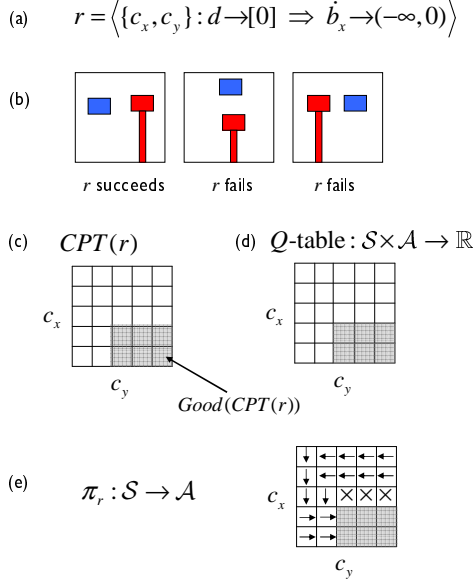 (a) r = ⟨{c_x, c_y} : d→[0] ⇒ ḃ_x→(−∞,0)⟩
(b)
r succeeds r fails r fails
(c) CPT(r) (d) Q-table : 𝒮×𝒜 → ℝ
c_x c_x
c_y c_y
Good(CPT(r))
(e) π_r : 𝒮 → 𝒜
c_x
c_y